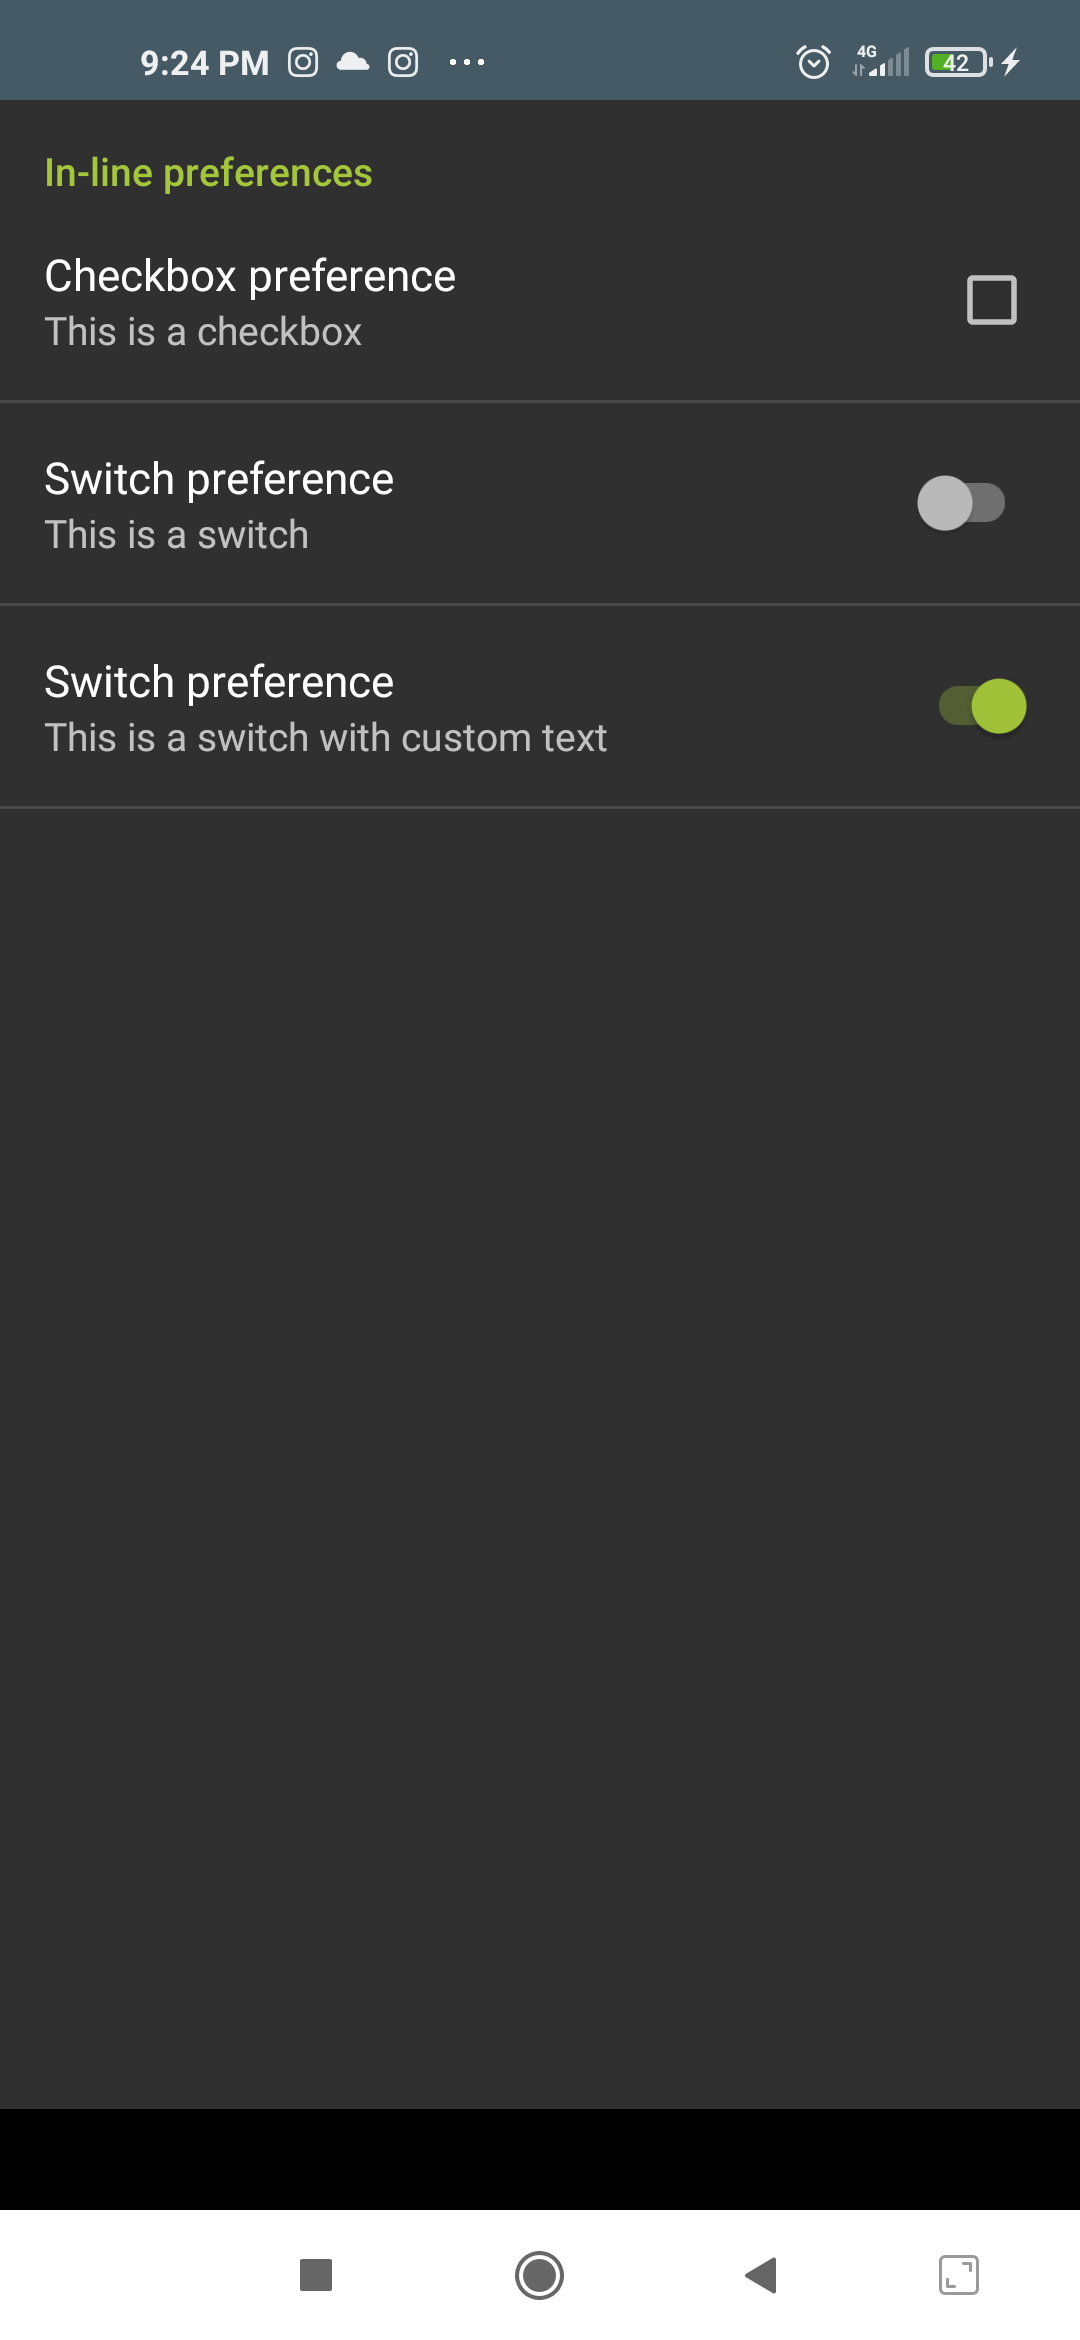 9:24 PM
4G
42
In-line preferences
Checkbox preference
This is a checkbox
Switch preference
This is a switch
Switch preference
This is a switch with custom text